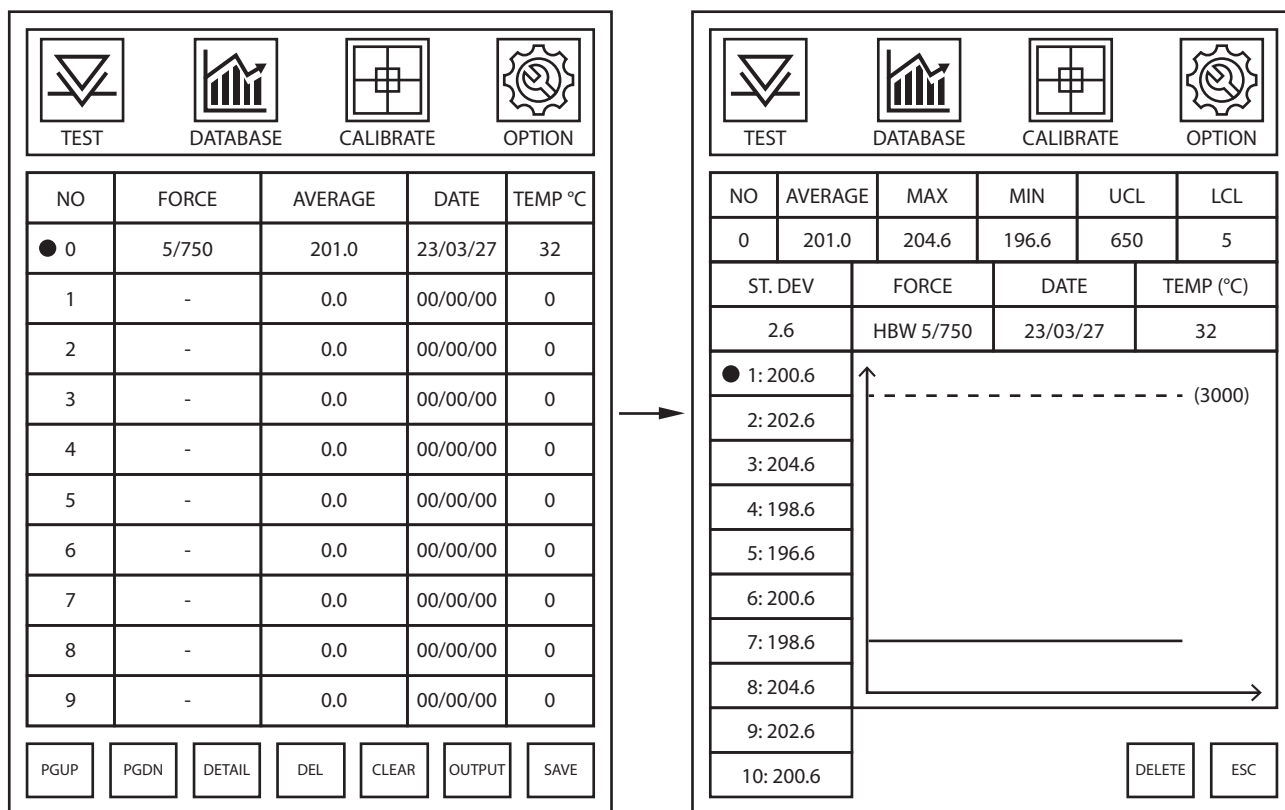 TEST DATABASE CALIBRATE OPTION
NO FORCE AVERAGE DATE TEMP °C
0 5/750 201.0 23/03/27 32
1 - 0.0 00/00/00 0
2 - 0.0 00/00/00 0
3 - 0.0 00/00/00 0
4 - 0.0 00/00/00 0
5 - 0.0 00/00/00 0
6 - 0.0 00/00/00 0
7 - 0.0 00/00/00 0
8 - 0.0 00/00/00 0
9 - 0.0 00/00/00 0
PGUP PGDN DETAIL DEL CLEAR OUTPUT SAVE
TEST DATABASE CALIBRATE OPTION
NO AVERAGE MAX MIN UCL LCL
0 201.0 204.6 196.6 650 5
ST. DEV FORCE DATE TEMP (°C)
2.6 HBW 5/750 23/03/27 32
1: 200.6
(3000)
2: 202.6
3: 204.6
4: 198.6
5: 196.6
6: 200.6
7: 198.6
8: 204.6
9: 202.6
10: 200.6
DELETE ESC